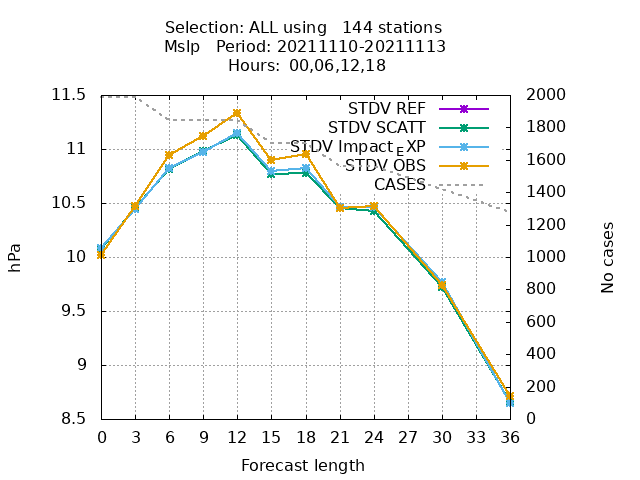 Selection: ALL using   144 stations
Mslp   Period: 20211110-20211113
Hours: 00,06,12,18
STDV REF
STDV SCATT
STDV Impact_EXP
STDV OBS
CASES
11.5
11
10.5
10
9.5
9
8.5
hPa
2000
1800
1600
1400
1200
1000
800
600
400
200
0
No cases
0 3 6 9 12 15 18 21 24 27 30 33 36
Forecast length